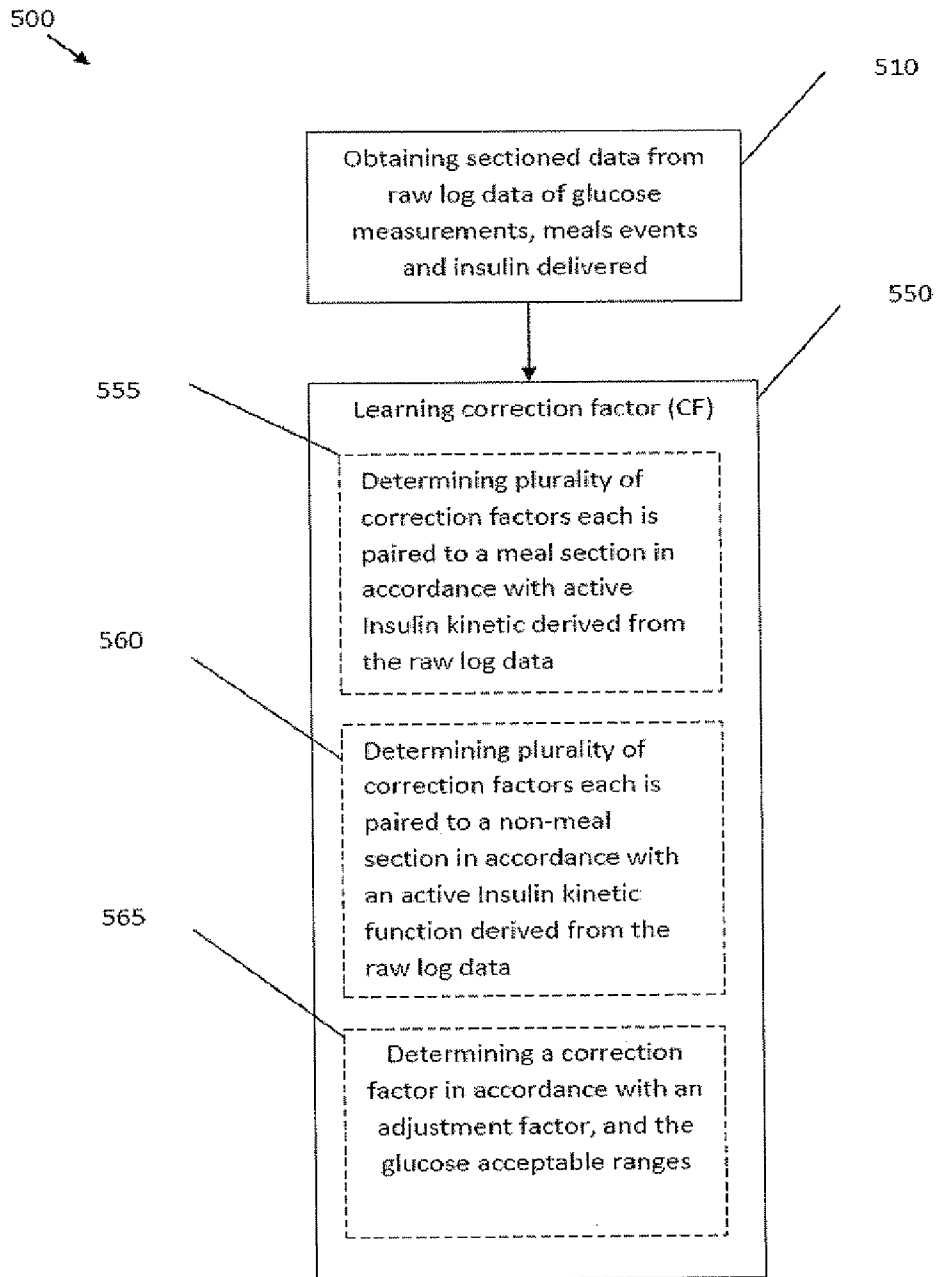 500
510
Obtaining sectioned data from
raw log data of glucose
measurements, meals events
and insulin delivered
550
555
Learning correction factor (CF)
Determining plurality of
correction factors each is
paired to a meal section in
accordance with active
Insulin kinetic derived from
the raw log data
560
Determining plurality of
correction factors each is
paired to a non-meal
section in accordance with
an active Insulin kinetic
function derived from the
raw log data
565
Determining a correction
factor in accordance with an
adjustment factor, and the
glucose acceptable ranges